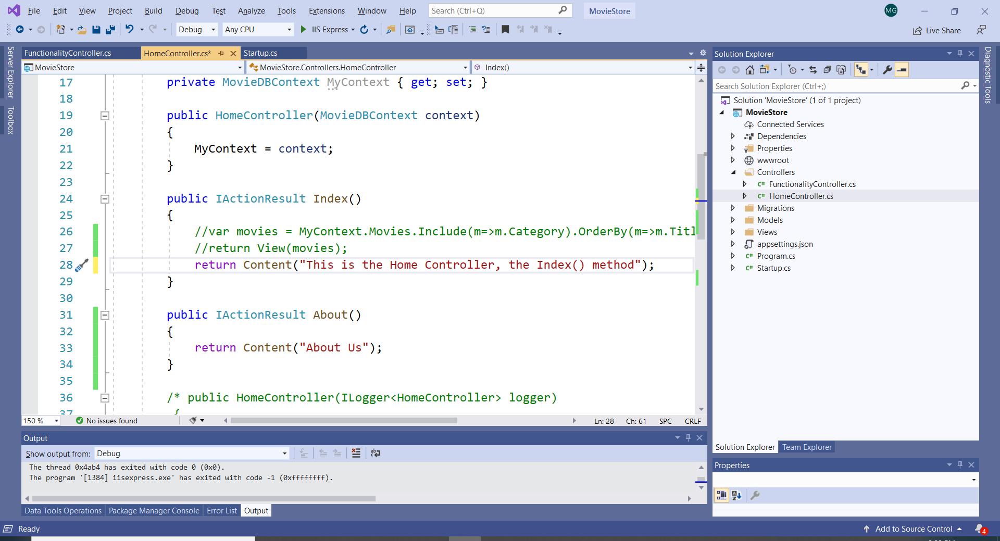 File Edit View Project Build Debug Test Analyze Tools Extensions Window Help Search (Ctrl+Q) MovieStore MG
Debug Any CPU IIS Express Live Share
Server Explorer
Toolbox
FunctionalityController.cs HomeController.cs* Startup.cs
MovieStore MovieStore.Controllers.HomeController Index()
17 private MovieDBContext MyContext { get; set; }
18
19 public HomeController(MovieDBContext context)
20 {
21 MyContext = context;
22 }
23
24 public IActionResult Index()
25 {
26 //var movies = MyContext.Movies.Include(m=>m.Category).OrderBy(m=>m.Titl
27 //return View(movies);
28 return Content("This is the Home Controller, the Index() method");
29 }
30
31 public IActionResult About()
32 {
33 return Content("About Us");
34 }
35
36 /* public HomeController(ILogger<HomeController> logger)
37 {
150 % No issues found Ln: 28 Ch: 61 SPC CRLF
Output
Show output from: Debug
The thread 0x4ab4 has exited with code 0 (0x0).
The program '[1384] iisexpress.exe' has exited with code -1 (0xffffffff).
Data Tools Operations Package Manager Console Error List Output
Solution Explorer
Search Solution Explorer (Ctrl+;)
Solution 'MovieStore' (1 of 1 project)
MovieStore
Connected Services
Dependencies
Properties
wwwroot
Controllers
C# FunctionalityController.cs
C# HomeController.cs
Migrations
Models
Views
appsettings.json
C# Program.cs
C# Startup.cs
Solution Explorer Team Explorer
Properties
Diagnostic Tools
Ready Add to Source Control 4